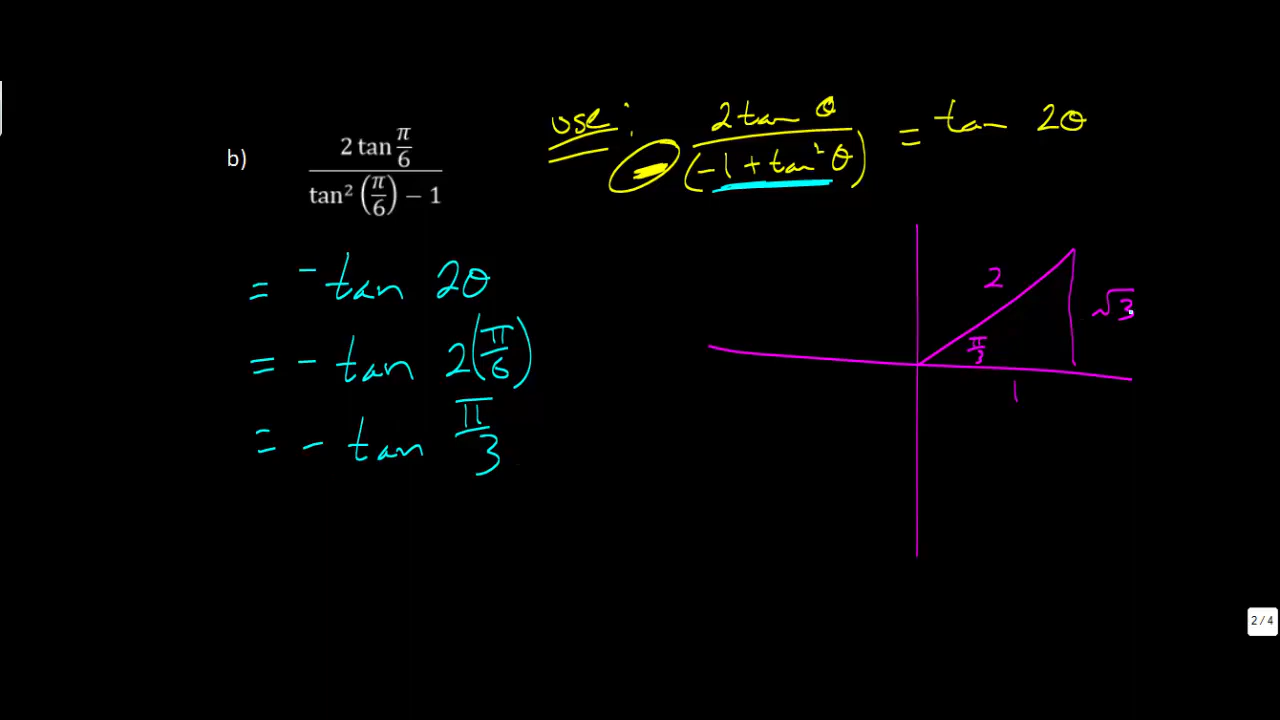 use: 2 tan θ / -(-1 + tan² θ) = tan 2θ
b) 2 tan π/6 / tan² (π/6) − 1
= - tan 2θ
= - tan 2(π/6)
= - tan π/3
2
√3
π/3
1
2 / 4